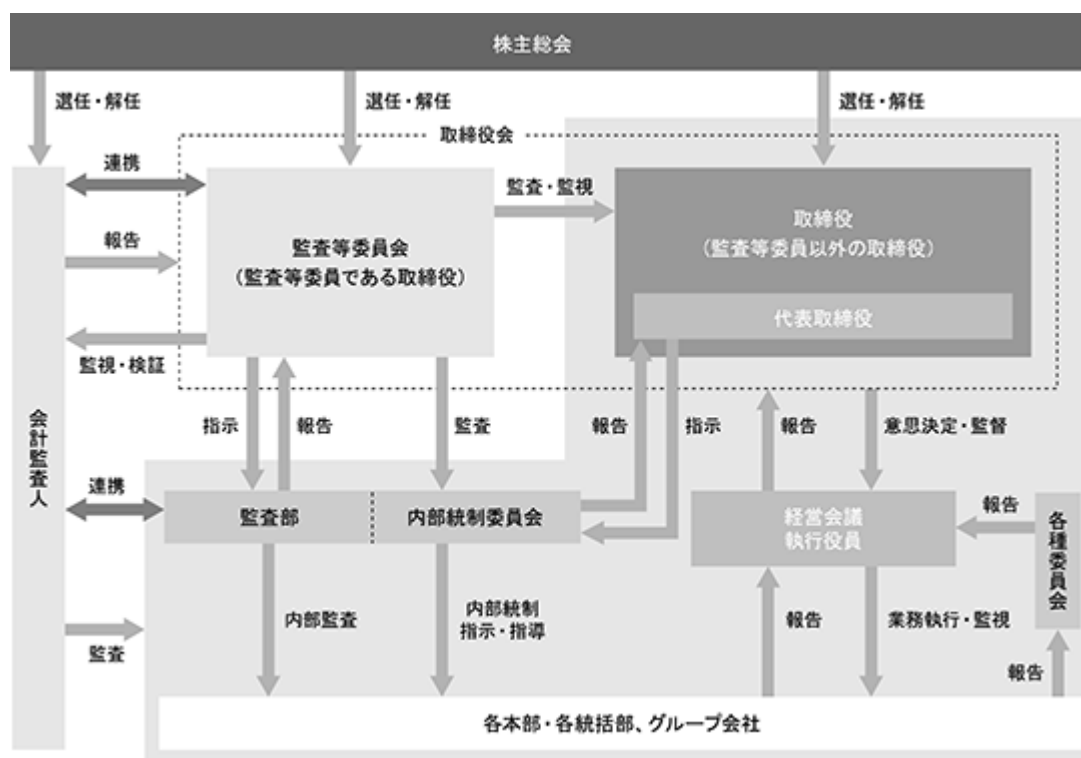 株主総会
選任・解任
選任・解任
選任・解任
取締役会
連携
監査・監視
報告
監査等委員会
（監査等委員である取締役）
取締役
（監査等委員以外の取締役）
代表取締役
監視・検証
会計監査人
指示
報告
監査
報告
指示
報告
意思決定・監督
連携
監査部
内部統制委員会
経営会議
執行役員
報告
各種委員会
内部監査
内部統制
指示・指導
報告
業務執行・監視
監査
報告
各本部・各統括部、グループ会社